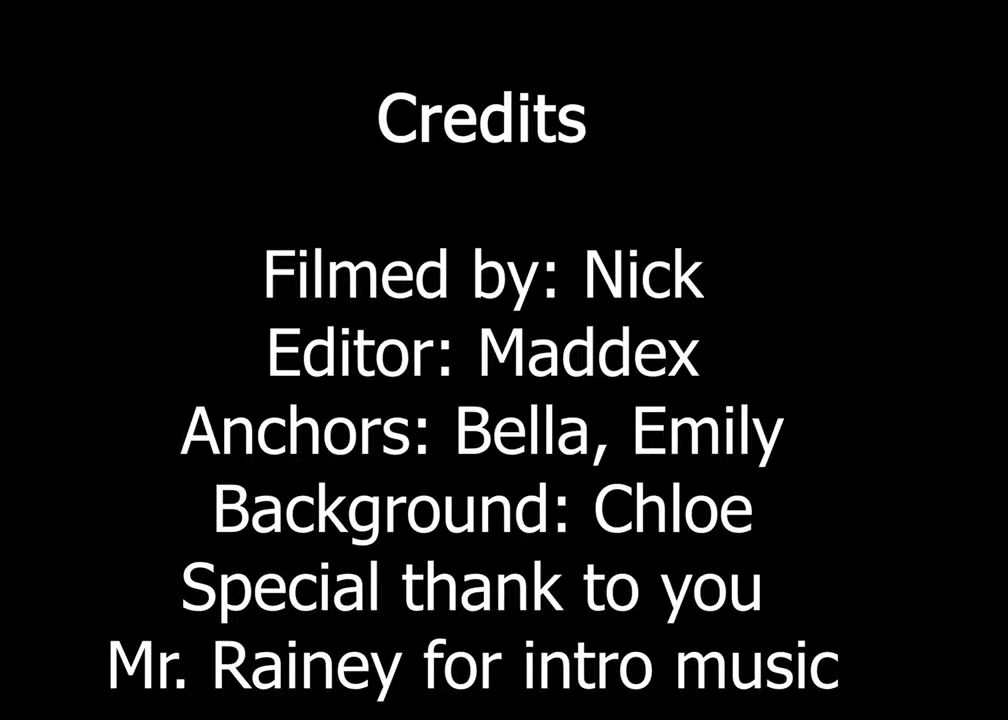 Credits
Filmed by: Nick
Editor: Maddex
Anchors: Bella, Emily
Background: Chloe
Special thank to you
Mr. Rainey for intro music